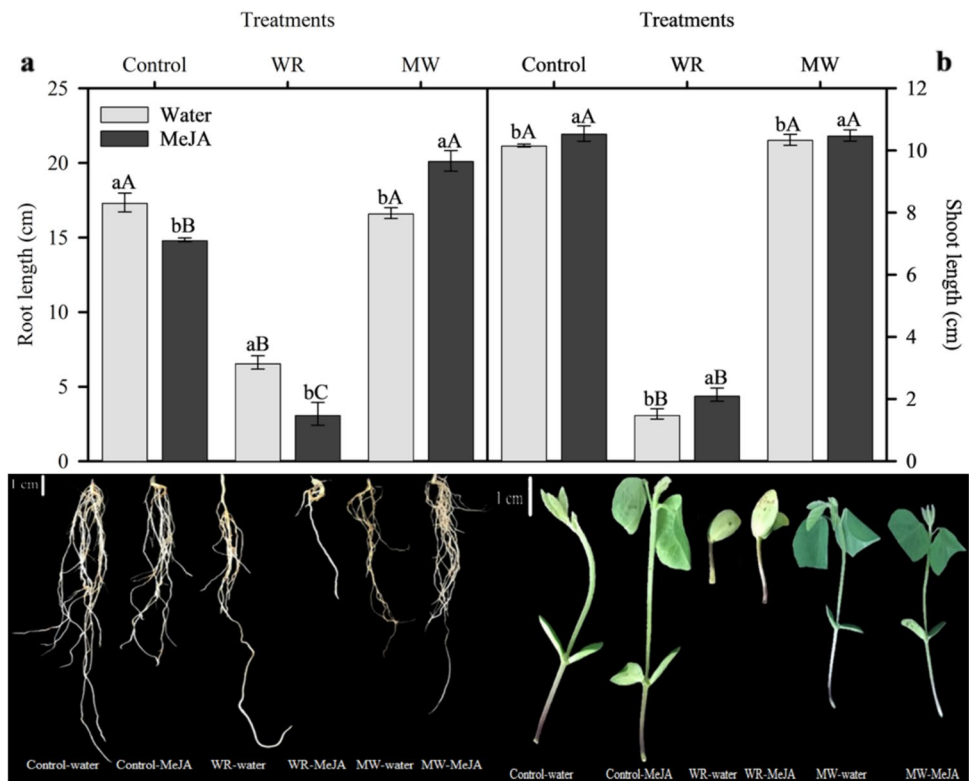 Treatments
Treatments
a
Control
WR
MW
Control
WR
MW
b
25
20
15
10
5
0
Root length (cm)
Water
MeJA
aA
bB
aB
bC
bA
aA
bA
aA
bB
aB
bA
aA
12
10
8
6
4
2
0
Shoot length (cm)
1 cm
Control-water
Control-MeJA
WR-water
WR-MeJA
MW-water
MW-MeJA
1 cm
Control-water
Control-MeJA
WR-water
WR-MeJA
MW-water
MW-MeJA